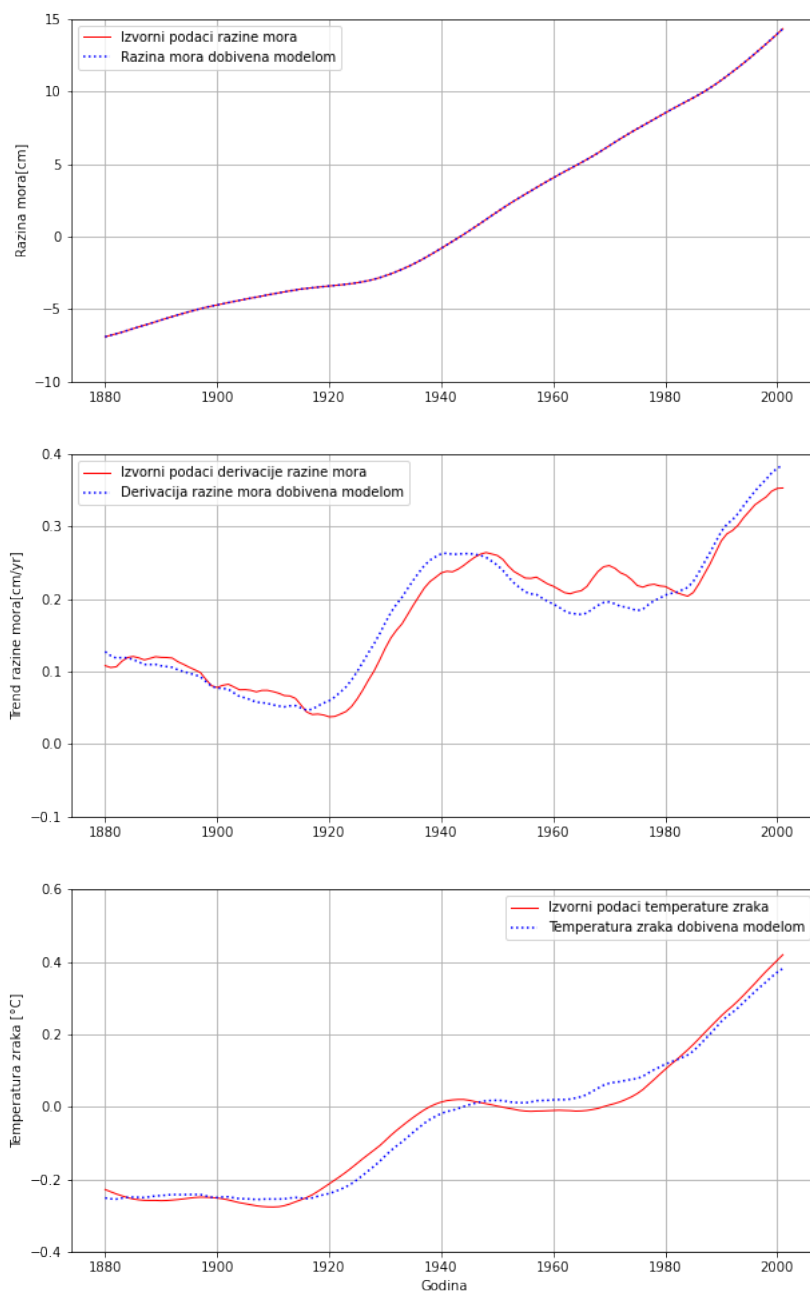 Izvorni podaci razine mora
Razina mora dobivena modelom
Razina mora[cm]
15
10
5
0
−5
−10
1880 1900 1920 1940 1960 1980 2000
Izvorni podaci derivacije razine mora
Derivacija razine mora dobivena modelom
Trend razine mora[cm/yr]
0.4
0.3
0.2
0.1
0.0
−0.1
1880 1900 1920 1940 1960 1980 2000
Izvorni podaci temperature zraka
Temperatura zraka dobivena modelom
Temperatura zraka [°C]
0.6
0.4
0.2
0.0
−0.2
−0.4
1880 1900 1920 1940 1960 1980 2000
Godina